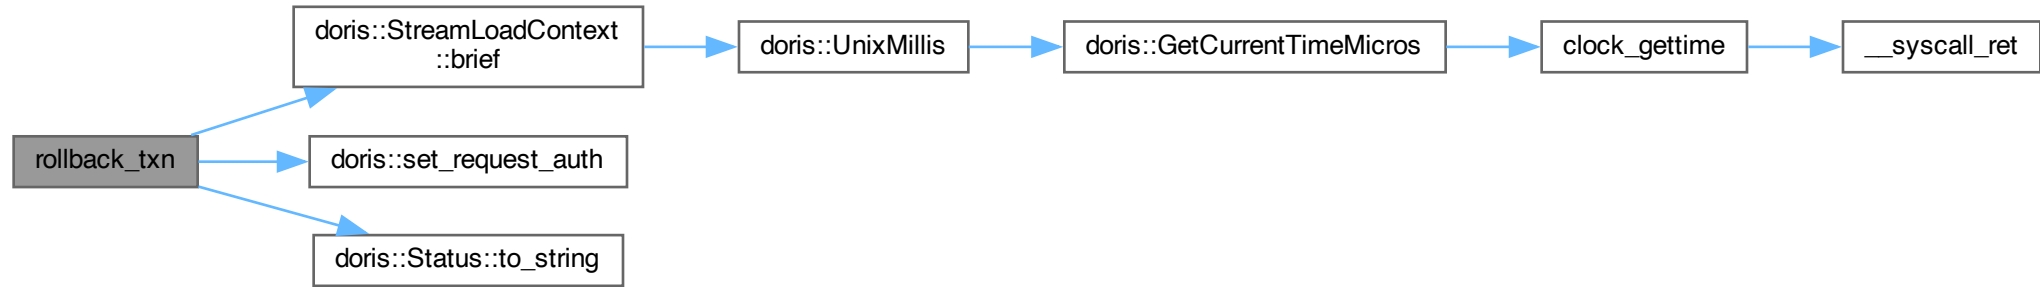 doris::StreamLoadContext
::brief
doris::UnixMillis
doris::GetCurrentTimeMicros
clock_gettime
__syscall_ret
rollback_txn
doris::set_request_auth
doris::Status::to_string